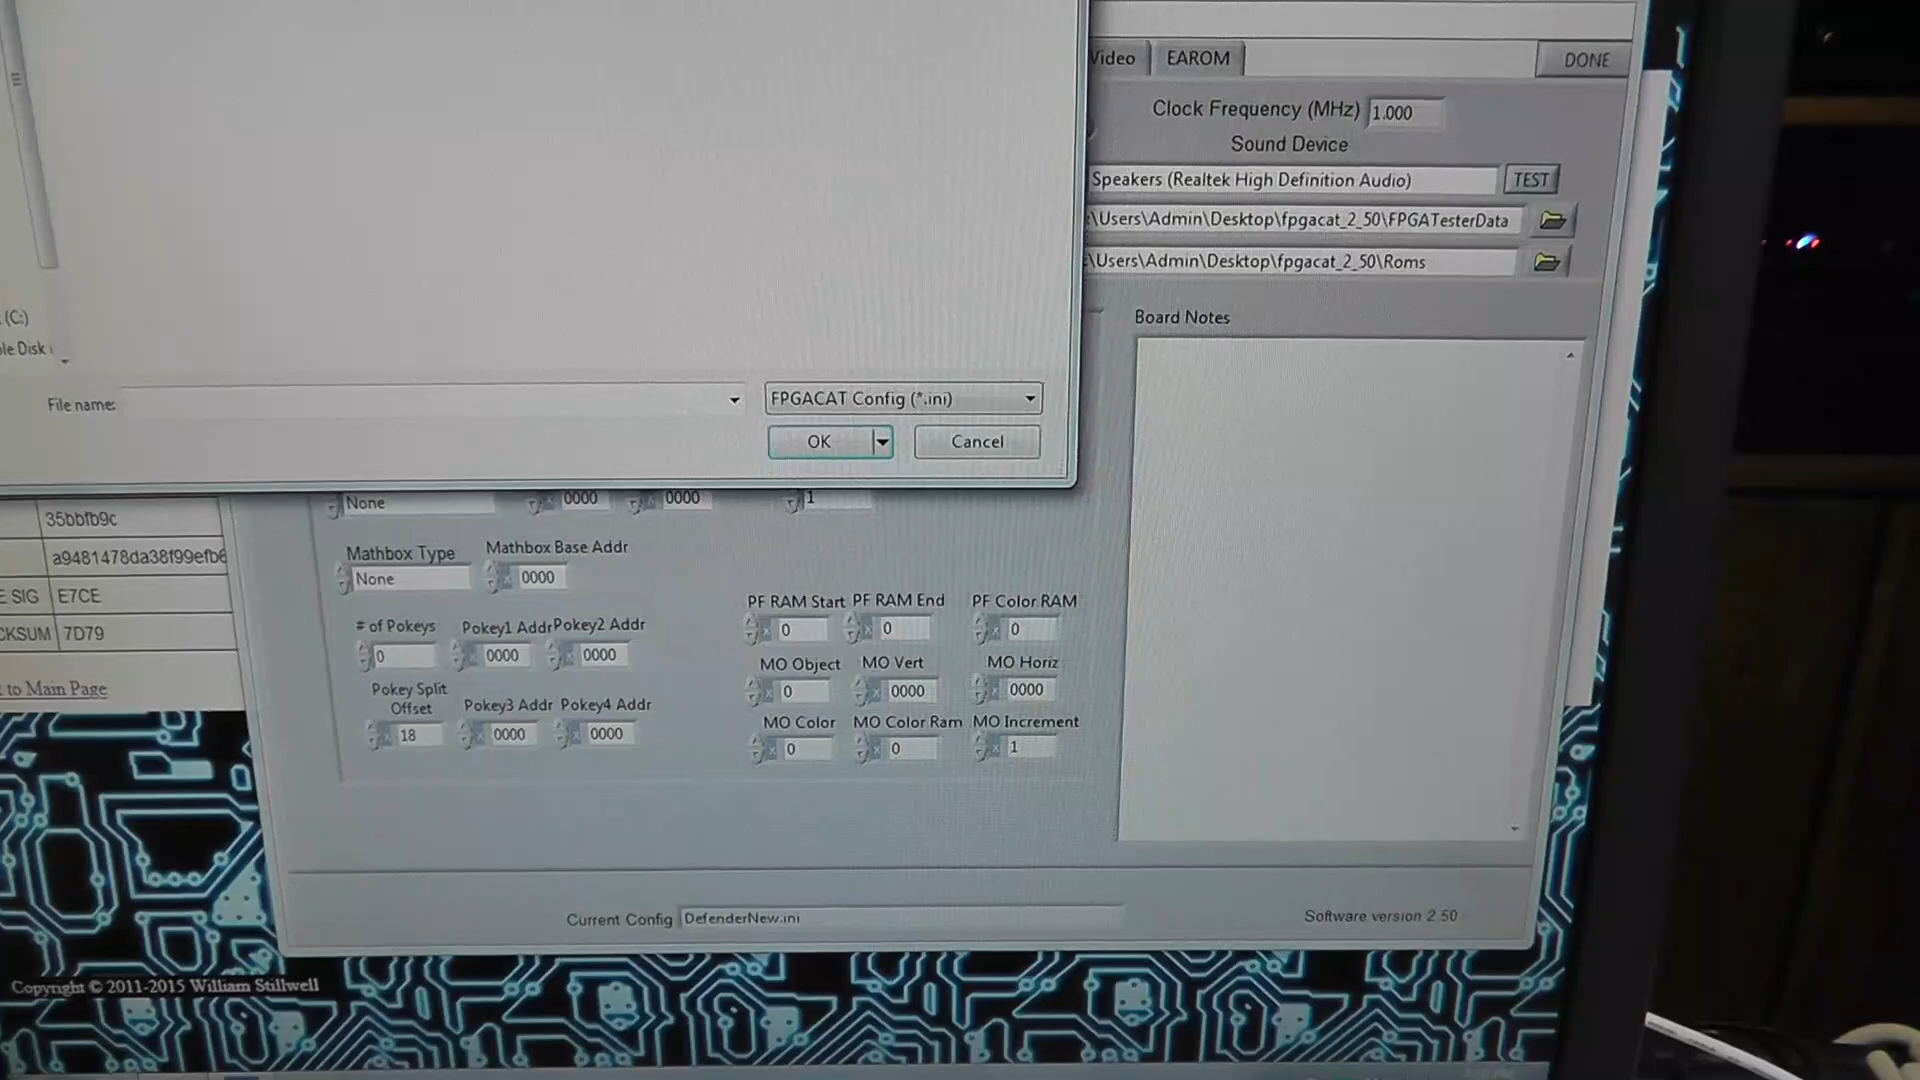 Video EAROM DONE
Clock Frequency (MHz) 1.000
Sound Device
Speakers (Realtek High Definition Audio) TEST
:\Users\Admin\Desktop\fpgacat_2_50\FPGATesterData
:\Users\Admin\Desktop\fpgacat_2_50\Roms
Board Notes
(C:)
le Disk
File name: FPGACAT Config (*.ini)
OK Cancel
None x 0000 x 0000 1
35bbfb9c
a9481478da38f99efb6
E SIG E7CE
CKSUM 7D79
to Main Page
Mathbox Type Mathbox Base Addr
None x 0000
# of Pokeys Pokey1 Addr Pokey2 Addr
0 x 0000 x 0000
Pokey Split
Offset Pokey3 Addr Pokey4 Addr
x 18 x 0000 x 0000
PF RAM Start PF RAM End PF Color RAM
x 0 x 0 x 0
MO Object MO Vert MO Horiz
x 0 x 0000 x 0000
MO Color MO Color Ram MO Increment
x 0 x 0 x 1
Current Config DefenderNew.ini
Software version 2.50
Copyright © 2011-2015 William Stillwell